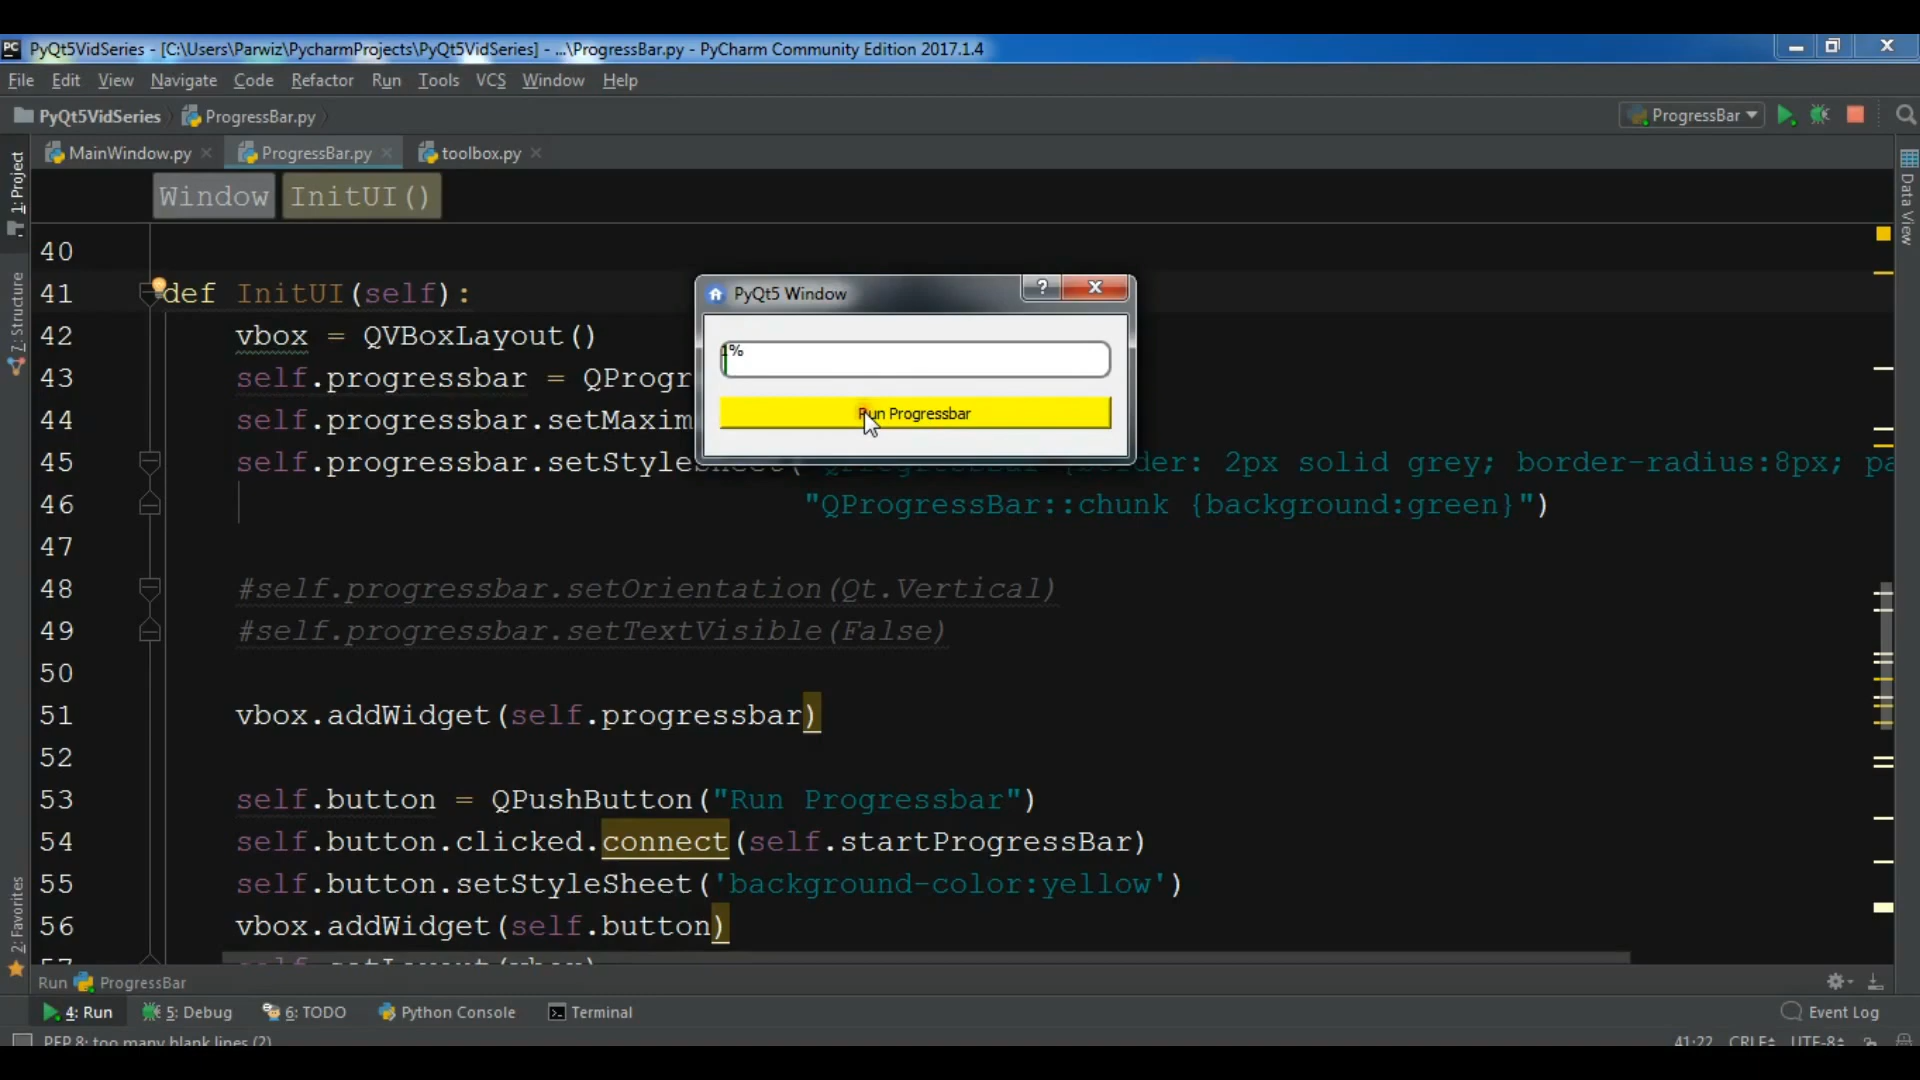 PyQt5VidSeries - [C:\Users\Parwiz\PycharmProjects\PyQt5VidSeries] - ...\ProgressBar.py - PyCharm Community Edition 2017.1.4
File Edit View Navigate Code Refactor Run Tools VCS Window Help
PyQt5VidSeries ProgressBar.py ProgressBar
MainWindow.py ProgressBar.py toolbox.py
1: Project
7: Structure
2: Favorites
Data View
Window InitUI()
40
41 def InitUI(self):
42 vbox = QVBoxLayout()
43 self.progressbar = QProgr
44 self.progressbar.setMaxim
45 self.progressbar.setStyleSheet( border: 2px solid grey; border-radius:8px; pa
46 "QProgressBar::chunk {background:green}")
47
48 #self.progressbar.setOrientation(Qt.Vertical)
49 #self.progressbar.setTextVisible(False)
50
51 vbox.addWidget(self.progressbar)
52
53 self.button = QPushButton("Run Progressbar")
54 self.button.clicked.connect(self.startProgressBar)
55 self.button.setStyleSheet('background-color:yellow')
56 vbox.addWidget(self.button)
PyQt5 Window ?
1%
Run Progressbar
Run ProgressBar
4: Run 5: Debug 6: TODO Python Console Terminal Event Log
PEP 8: too many blank lines (2) 41:22 CRLF UTF-8